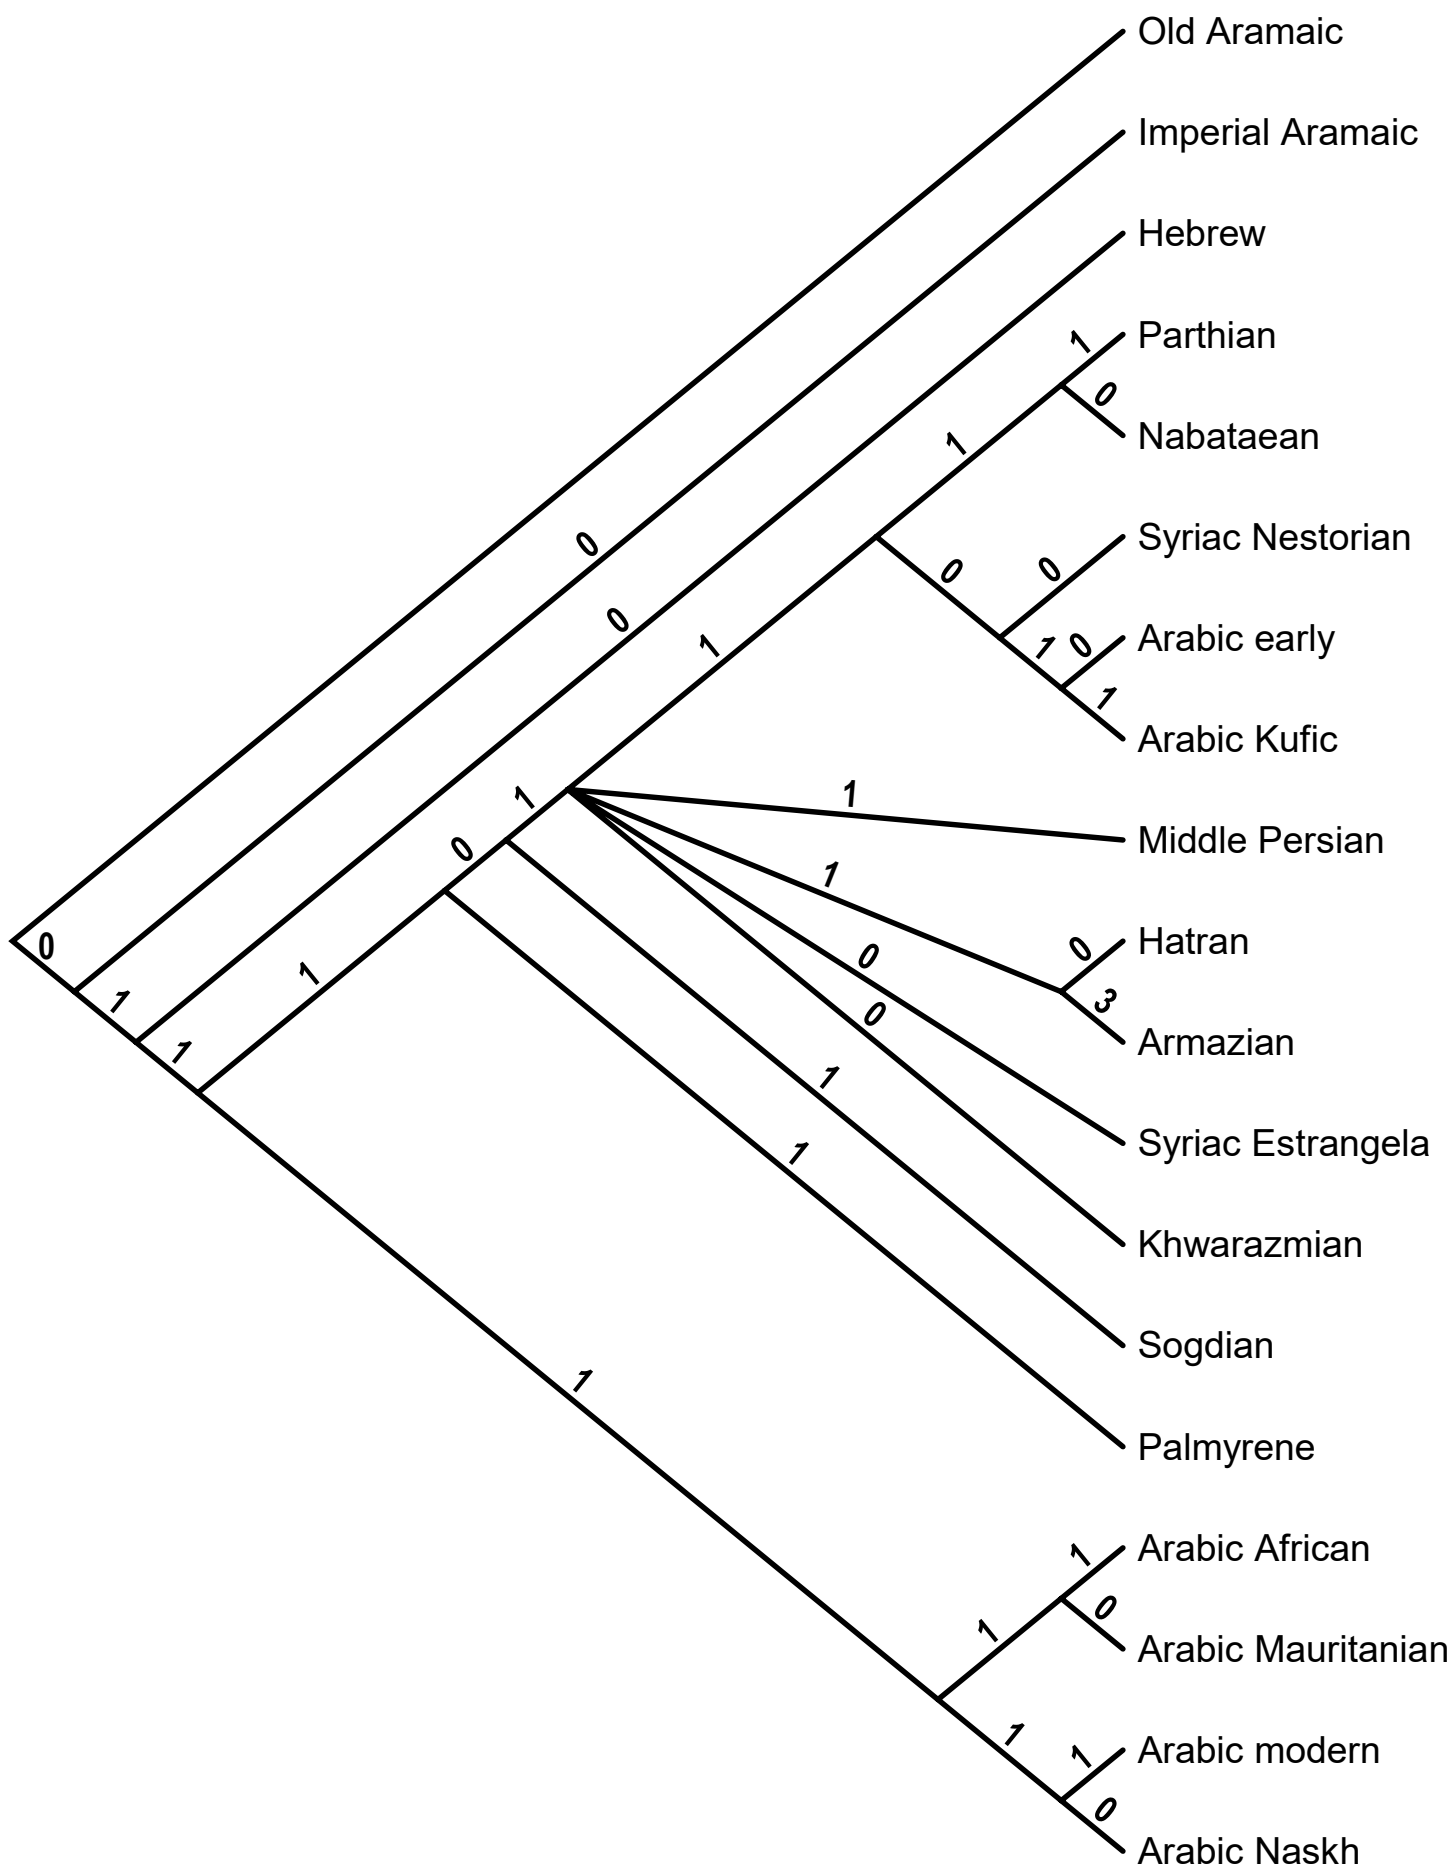 Old Aramaic
Imperial Aramaic
Hebrew
1 Parthian
0
1 Nabataean
0
0 0 Syriac Nestorian
0
1 1 0 Arabic early
1
Arabic Kufic
1 1
0 Middle Persian
1
0 0 Hatran
0 1 3
1 0 Armazian
1
1 Syriac Estrangela
1 Khwarazmian
Sogdian
1
Palmyrene
1 Arabic African
1 0
Arabic Mauritanian
1 1 Arabic modern
0
Arabic Naskh